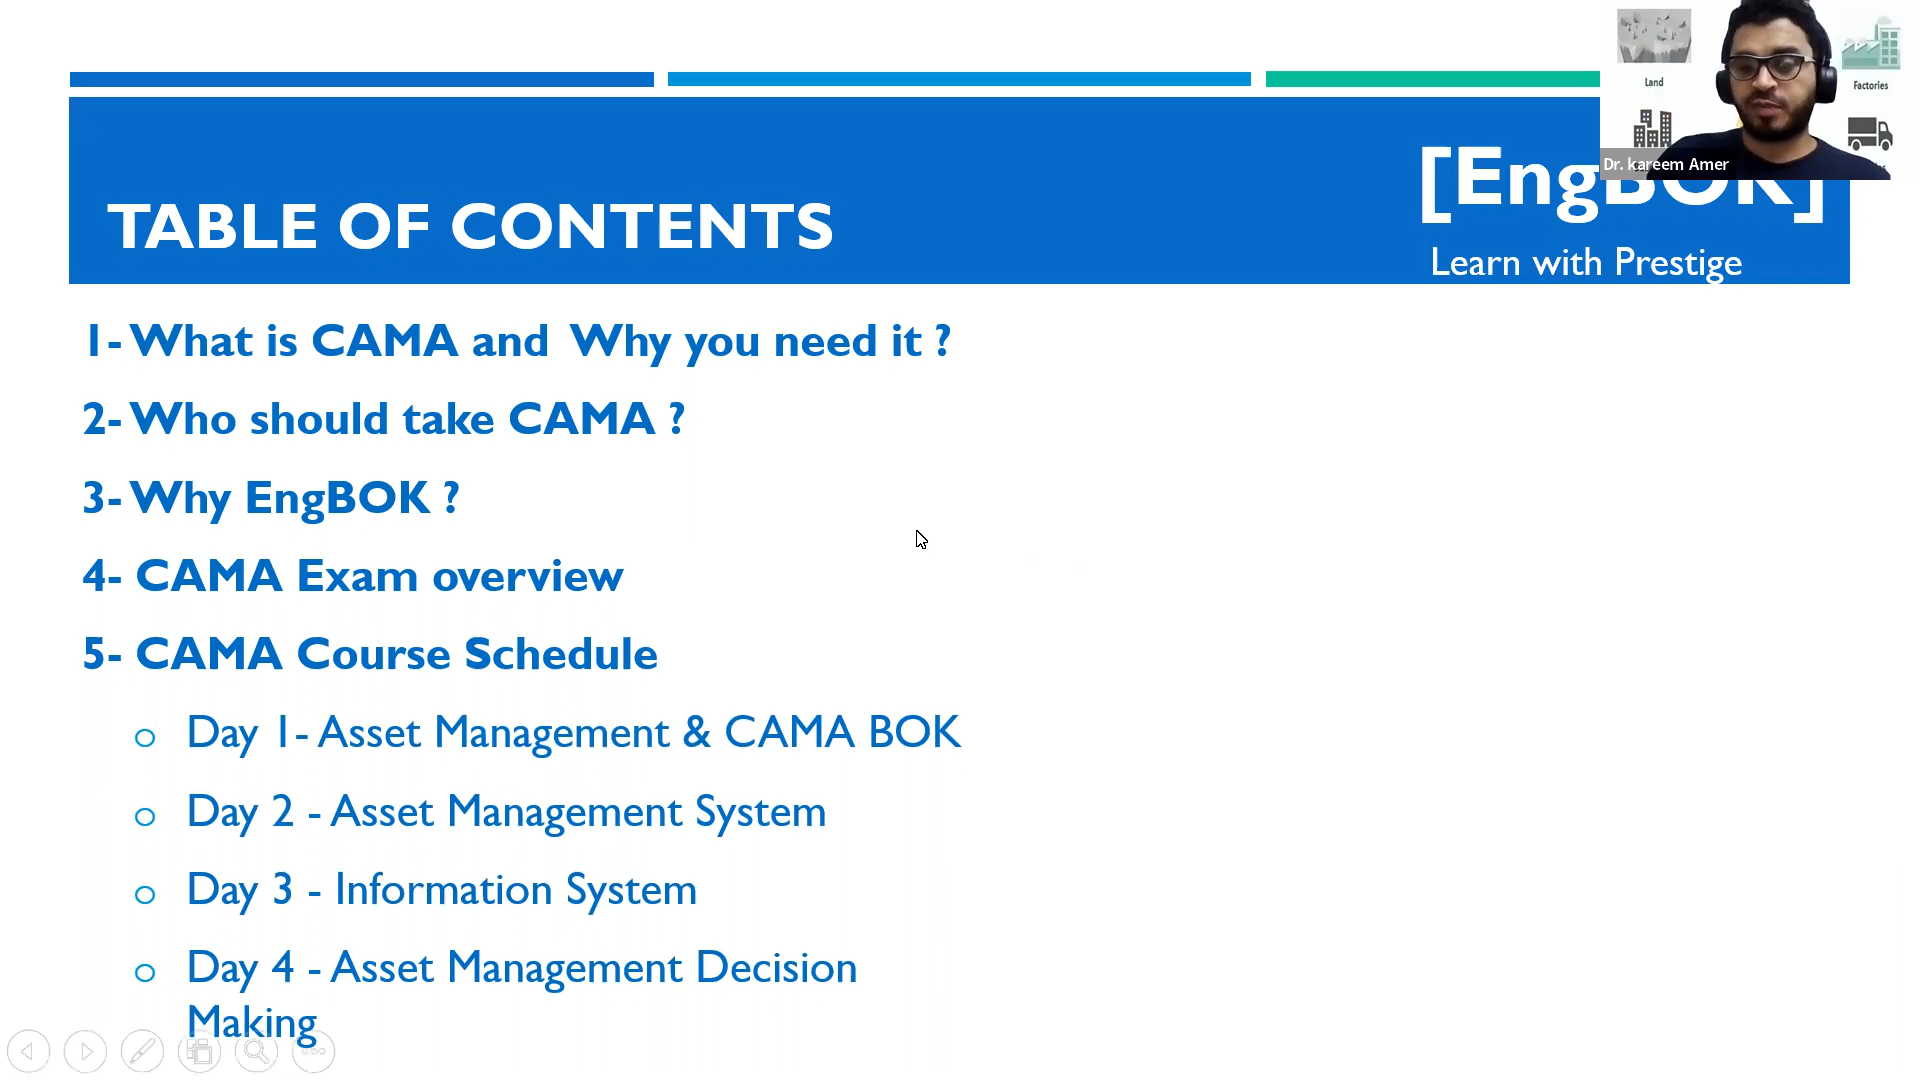 Land
Factories
Dr. kareem Amer
[EngBOK]
TABLE OF CONTENTS
Learn with Prestige
1- What is CAMA and Why you need it ?
2- Who should take CAMA ?
3- Why EngBOK ?
4- CAMA Exam overview
5- CAMA Course Schedule
o Day 1- Asset Management & CAMA BOK
o Day 2 - Asset Management System
o Day 3 - Information System
o Day 4 - Asset Management Decision
Making